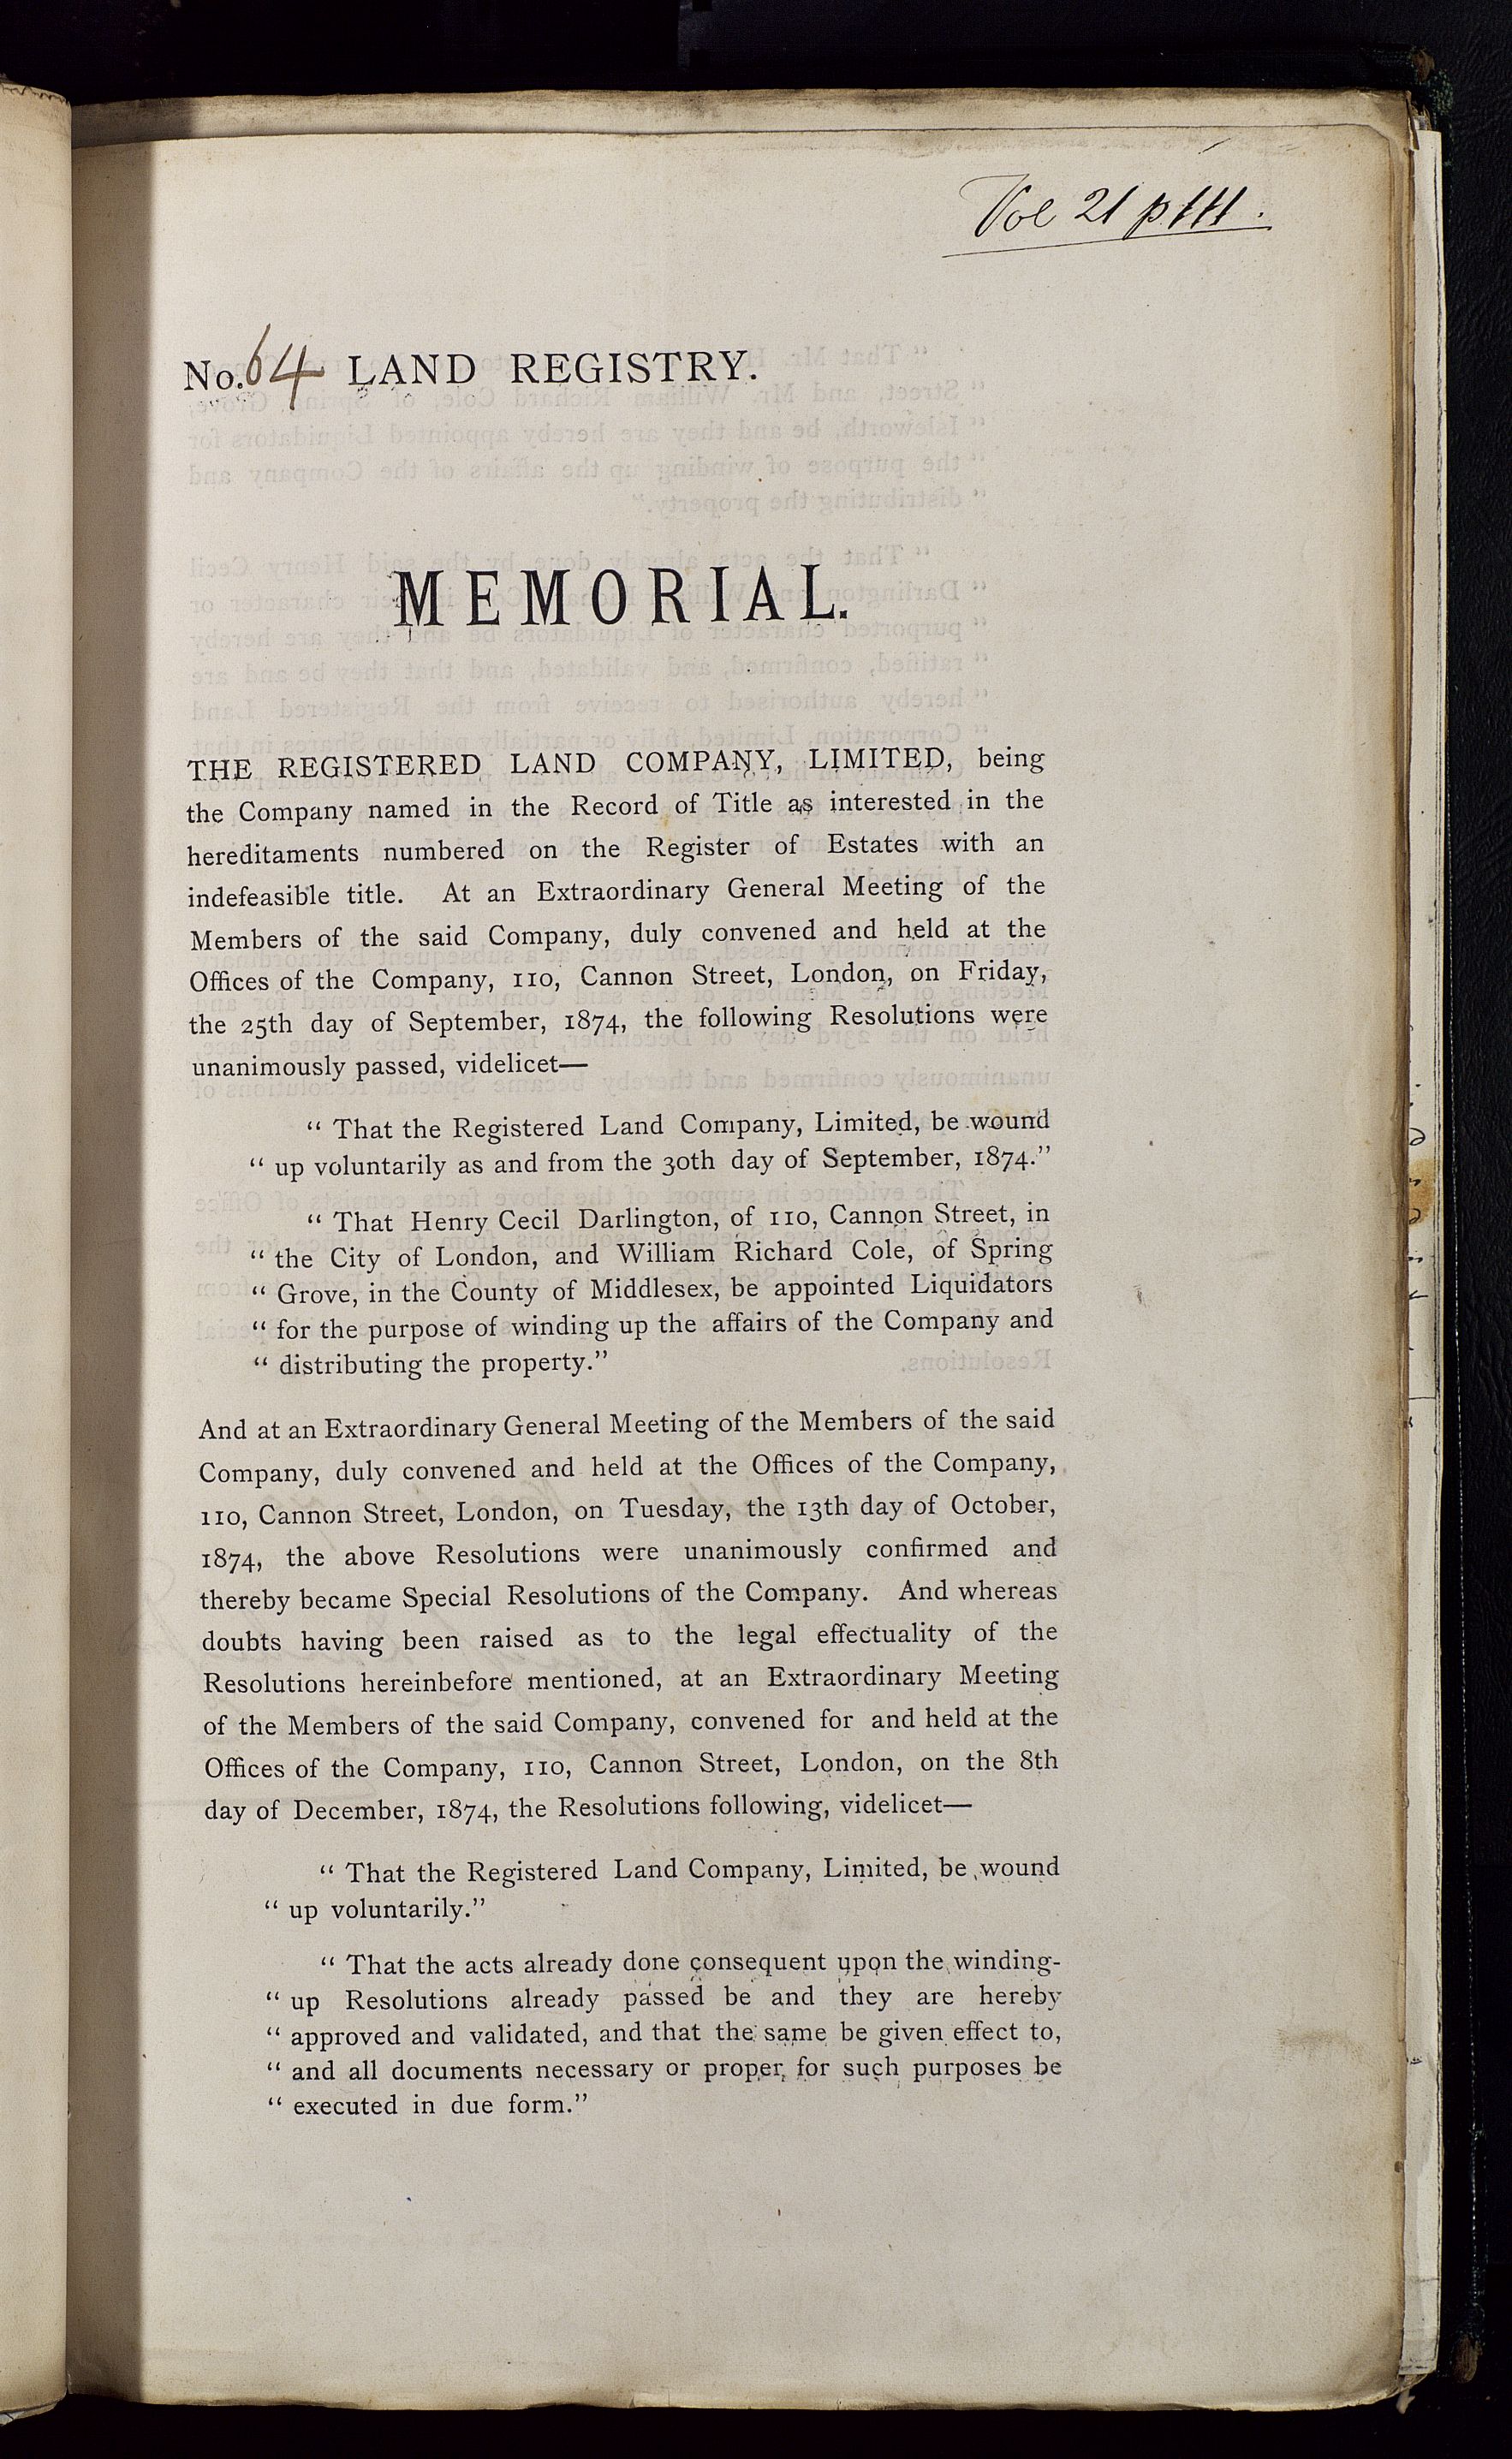 Vol 21 p. 111.
No. 64 LAND REGISTRY.
MEMORIAL.
THE REGISTERED LAND COMPANY, LIMITED, being
the Company named in the Record of Title as interested in the
hereditaments numbered on the Register of Estates with an
indefeasible title. At an Extraordinary General Meeting of the
Members of the said Company, duly convened and held at the
Offices of the Company, 110, Cannon Street, London, on Friday,
the 25th day of September, 1874, the following Resolutions were
unanimously passed, videlicet—
“ That the Registered Land Company, Limited, be wound
“ up voluntarily as and from the 30th day of September, 1874.”
“ That Henry Cecil Darlington, of 110, Cannon Street, in
“ the City of London, and William Richard Cole, of Spring
“ Grove, in the County of Middlesex, be appointed Liquidators
“ for the purpose of winding up the affairs of the Company and
“ distributing the property.”
And at an Extraordinary General Meeting of the Members of the said
Company, duly convened and held at the Offices of the Company,
110, Cannon Street, London, on Tuesday, the 13th day of October,
1874, the above Resolutions were unanimously confirmed and
thereby became Special Resolutions of the Company. And whereas
doubts having been raised as to the legal effectuality of the
Resolutions hereinbefore mentioned, at an Extraordinary Meeting
of the Members of the said Company, convened for and held at the
Offices of the Company, 110, Cannon Street, London, on the 8th
day of December, 1874, the Resolutions following, videlicet—
“ That the Registered Land Company, Limited, be wound
“ up voluntarily.”
“ That the acts already done consequent upon the winding-
“ up Resolutions already passed be and they are hereby
“ approved and validated, and that the same be given effect to,
“ and all documents necessary or proper for such purposes be
“ executed in due form.”